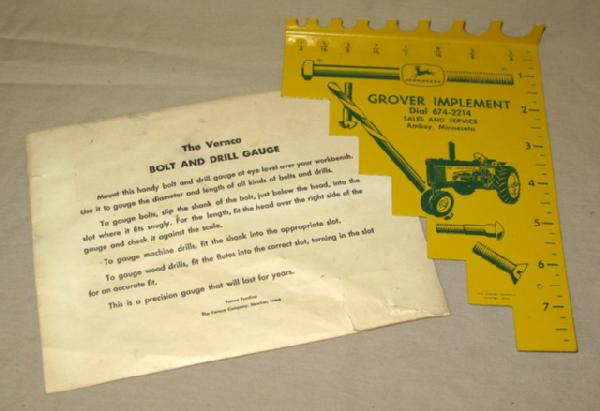 The Vernco
BOLT AND DRILL GAUGE
Mount this handy bolt and drill gauge at eye level over your workbench.
Use it to gauge the diameter and length of all kinds of bolts and drills.
To gauge bolts, slip the shank of the bolt, just below the head, into the
slot where it fits snugly. For the length, fit the head over the right side of the
gauge and check it against the scale.
To gauge machine drills, fit the shank into the appropriate slot.
To gauge wood drills, fit the flutes into the correct slot, turning in the slot
for an accurate fit.
This is a precision gauge that will last for years.
The Vernon Company, Newton, Iowa
GROVER IMPLEMENT
Dial 674-2214
SALES AND SERVICE
Amboy, Minnesota
1
2
3
4
5
6
7